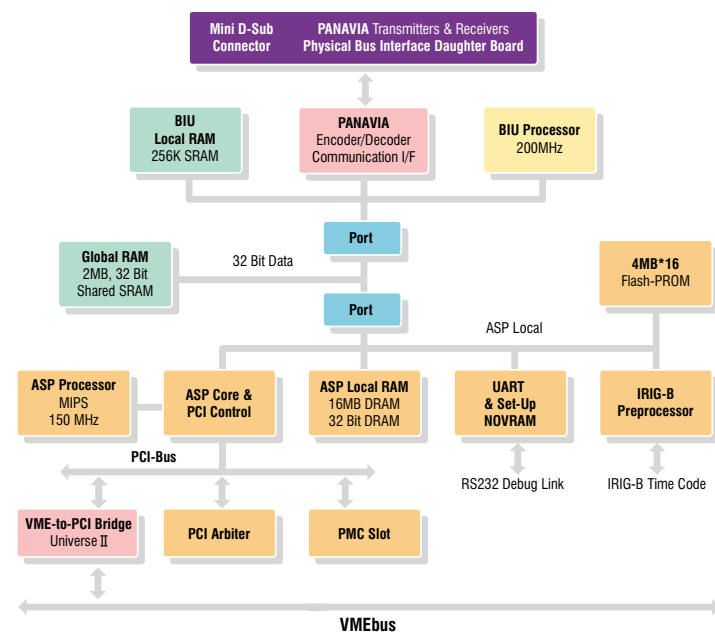 Mini D-Sub
Connector
PANAVIA Transmitters & Receivers
Physical Bus Interface Daughter Board
BIU
Local RAM
256K SRAM
PANAVIA
Encoder/Decoder
Communication I/F
BIU Processor
200MHz
Port
Global RAM
2MB, 32 Bit
Shared SRAM
32 Bit Data
4MB*16
Flash-PROM
Port
ASP Local
ASP Processor
MIPS
150 MHz
ASP Core &
PCI Control
ASP Local RAM
16MB DRAM
32 Bit DRAM
UART
& Set-Up
NOVRAM
IRIG-B
Preprocessor
PCI-Bus
RS232 Debug Link
IRIG-B Time Code
VME-to-PCI Bridge
Universe II
PCI Arbiter
PMC Slot
VMEbus